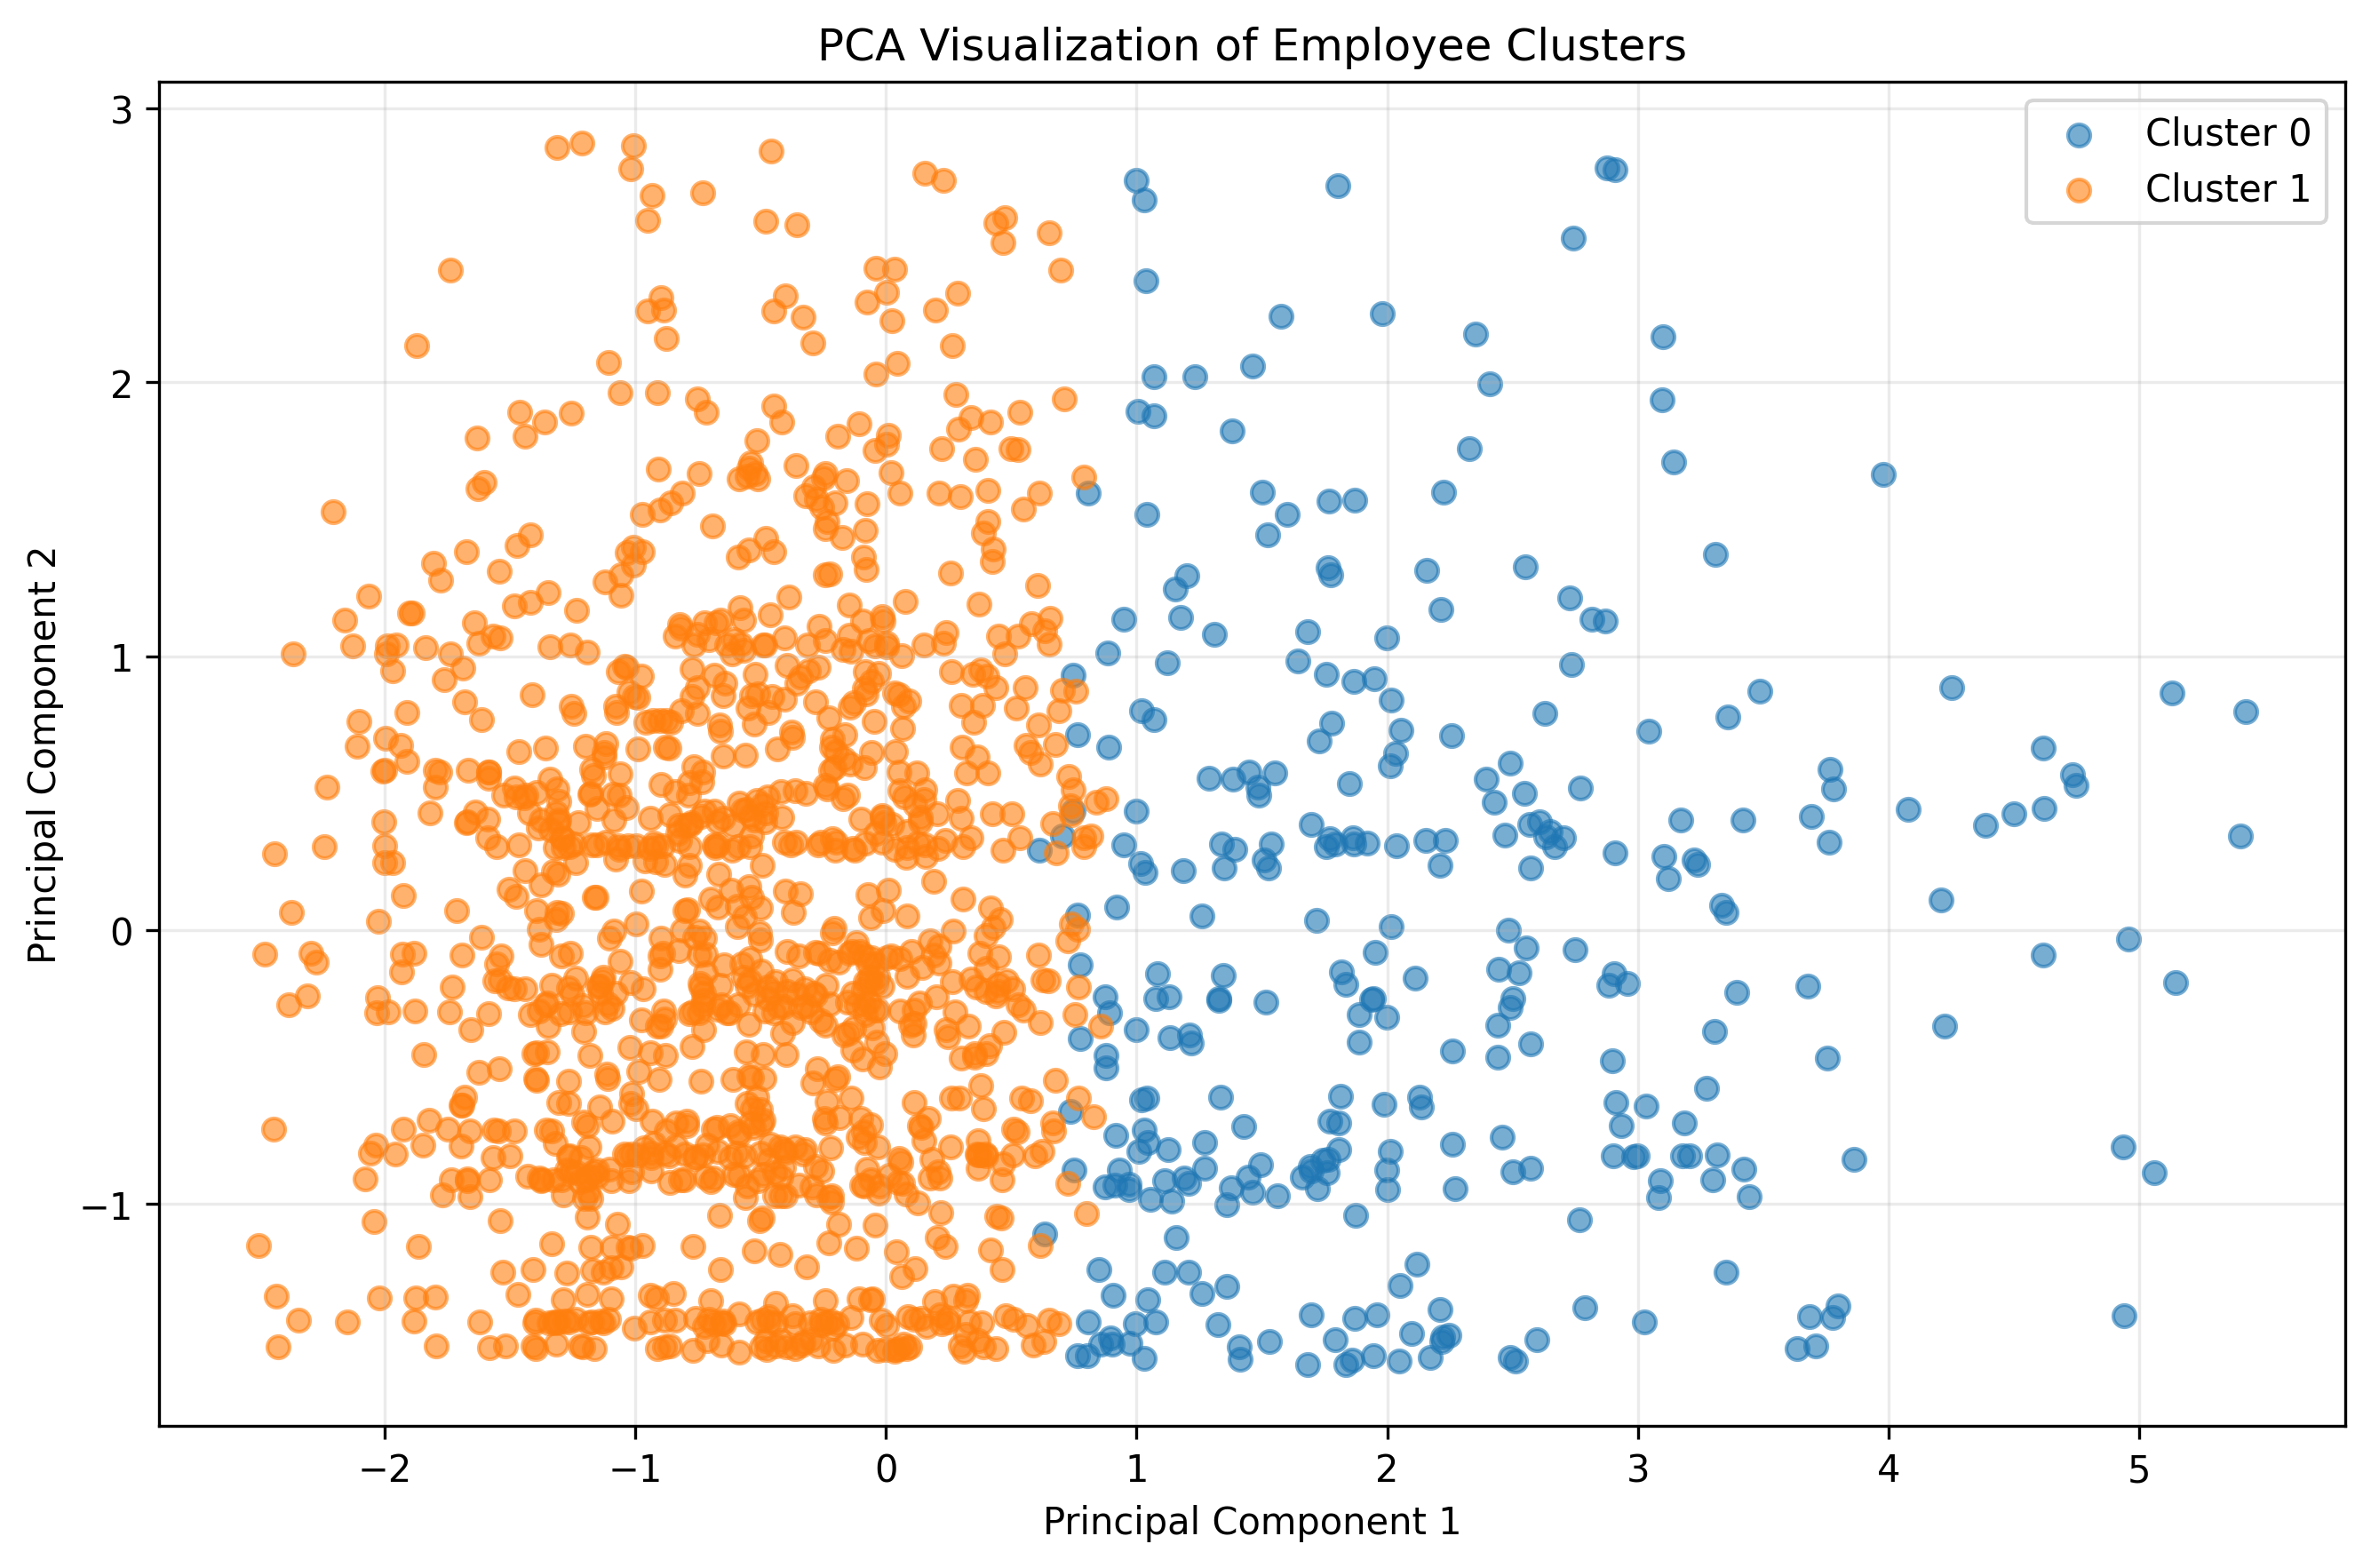 PCA Visualization of Employee Clusters
Cluster 0
Cluster 1
Principal Component 2
3
2
1
0
−1
−2
−1
0
1
2
3
4
5
Principal Component 1